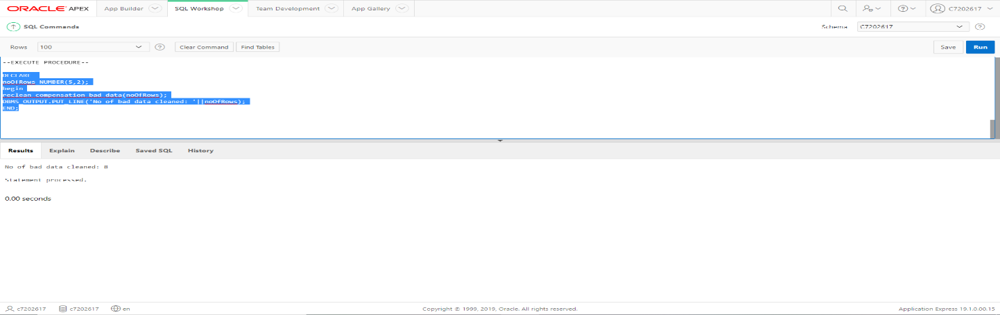 ORACLE APEX App Builder SQL Workshop Team Development App Gallery C7202617
SQL Commands Schema C7202617
Rows 100 Clear Command Find Tables Save Run
--EXECUTE PROCEDURE--
DECLARE
noOfRows NUMBER(5,2);
begin
reclean_compensation_bad_data(noOfRows);
DBMS_OUTPUT.PUT_LINE('No of bad data cleaned: '||noOfRows);
END;
Results Explain Describe Saved SQL History
No of bad data cleaned: 8
Statement processed.
0.00 seconds
c7202617 c7202617 en Copyright © 1999, 2019, Oracle. All rights reserved. Application Express 19.1.0.00.15